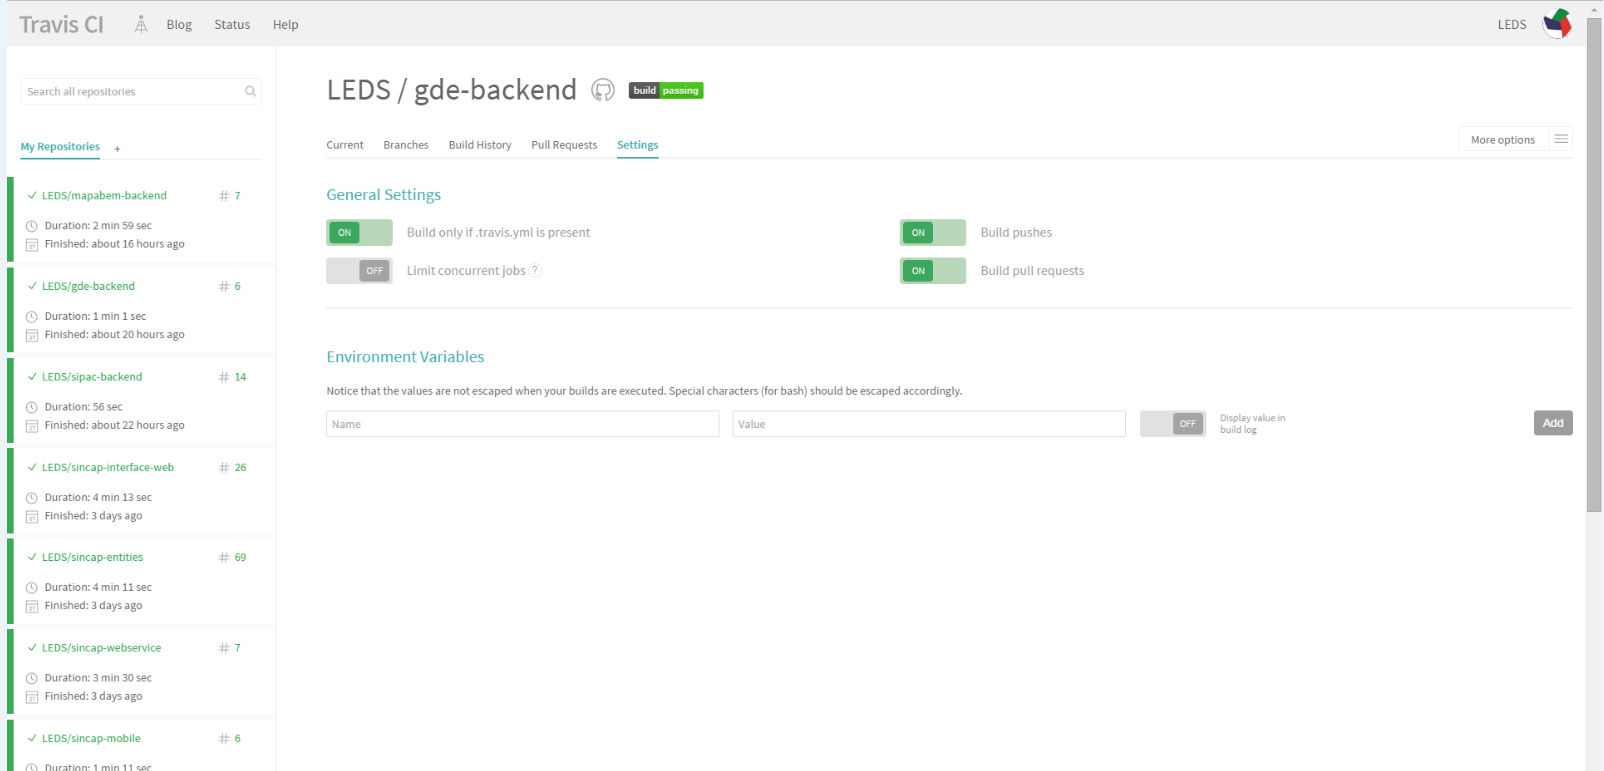 Travis CI
Blog
Status
Help
LEDS
Search all repositories
My Repositories +
LEDS/mapabem-backend # 7
Duration: 2 min 59 sec
Finished: about 16 hours ago
LEDS/gde-backend # 6
Duration: 1 min 1 sec
Finished: about 20 hours ago
LEDS/sipac-backend # 14
Duration: 56 sec
Finished: about 22 hours ago
LEDS/sincap-interface-web # 26
Duration: 4 min 13 sec
Finished: 3 days ago
LEDS/sincap-entities # 69
Duration: 4 min 11 sec
Finished: 3 days ago
LEDS/sincap-webservice # 7
Duration: 3 min 30 sec
Finished: 3 days ago
LEDS/sincap-mobile # 6
Duration: 1 min 11 sec
LEDS / gde-backend
build passing
Current
Branches
Build History
Pull Requests
Settings
More options
General Settings
ON Build only if .travis.yml is present
ON Build pushes
OFF Limit concurrent jobs ?
ON Build pull requests
Environment Variables
Notice that the values are not escaped when your builds are executed. Special characters (for bash) should be escaped accordingly.
Name
Value
OFF
Display value in
build log
Add